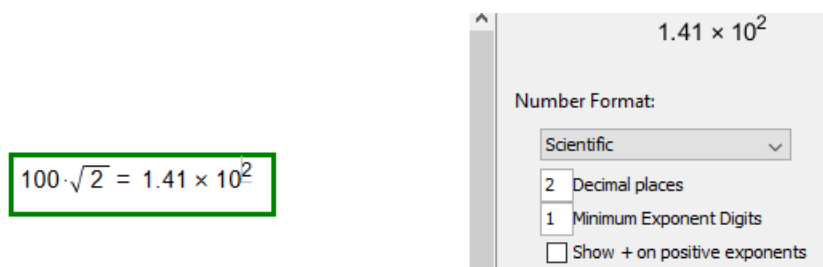 1.41 × 10²
Number Format:
Scientific
100·√2 = 1.41 × 10²
2 Decimal places
1 Minimum Exponent Digits
Show + on positive exponents